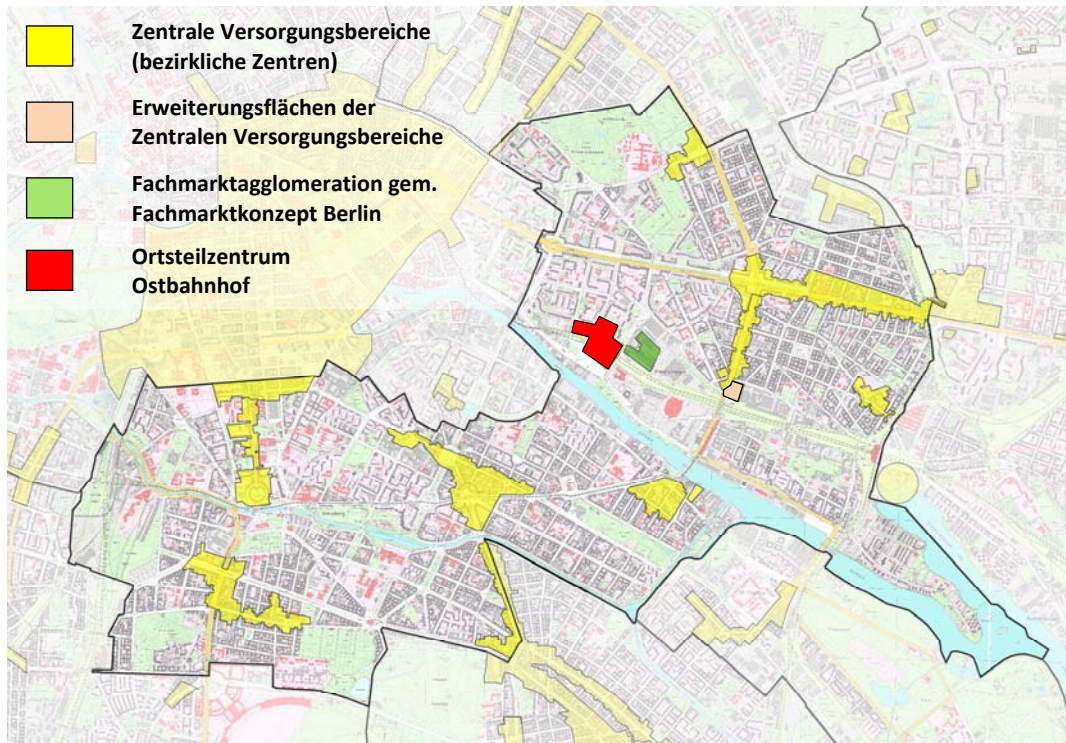 Zentrale Versorgungsbereiche
(bezirkliche Zentren)
Erweiterungsflächen der
Zentralen Versorgungsbereiche
Fachmarktagglomeration gem.
Fachmarktkonzept Berlin
Ortsteilzentrum
Ostbahnhof